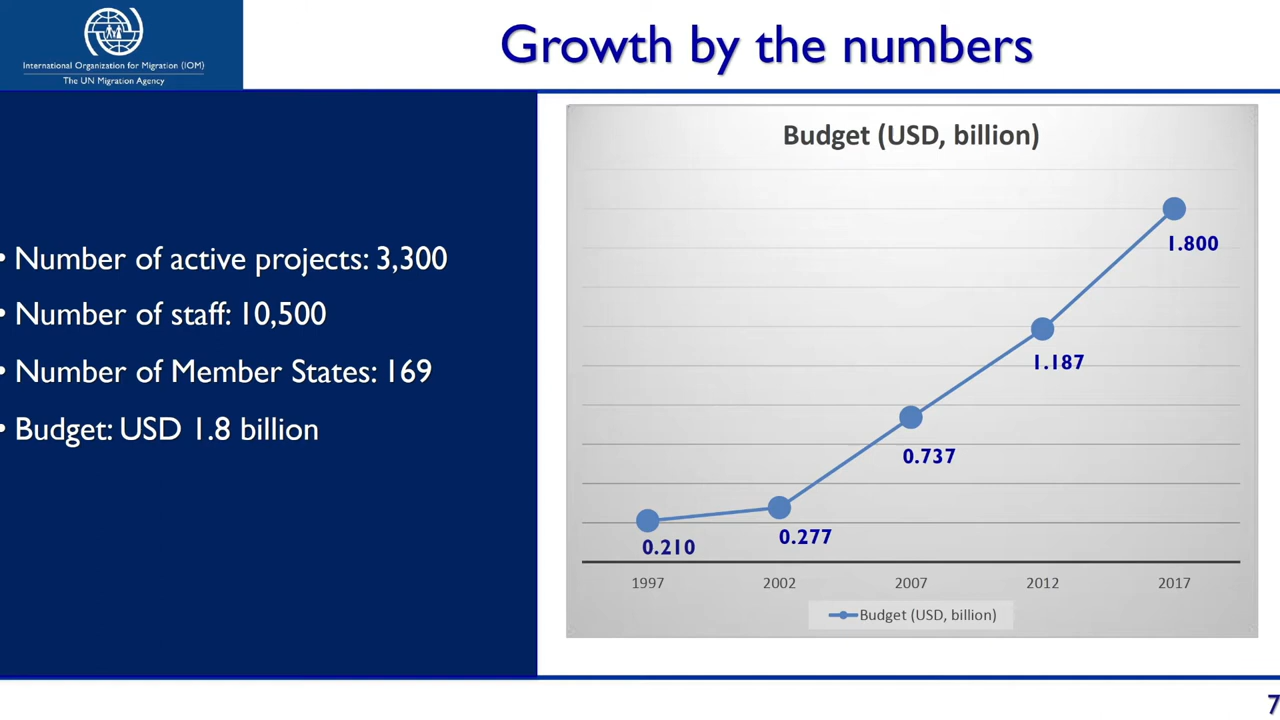 International Organization for Migration (IOM)
The UN Migration Agency
Growth by the numbers
• Number of active projects: 3,300
• Number of staff: 10,500
• Number of Member States: 169
• Budget: USD 1.8 billion
Budget (USD, billion)
1.800
1.187
0.737
0.277
0.210
1997 2002 2007 2012 2017
Budget (USD, billion)
7